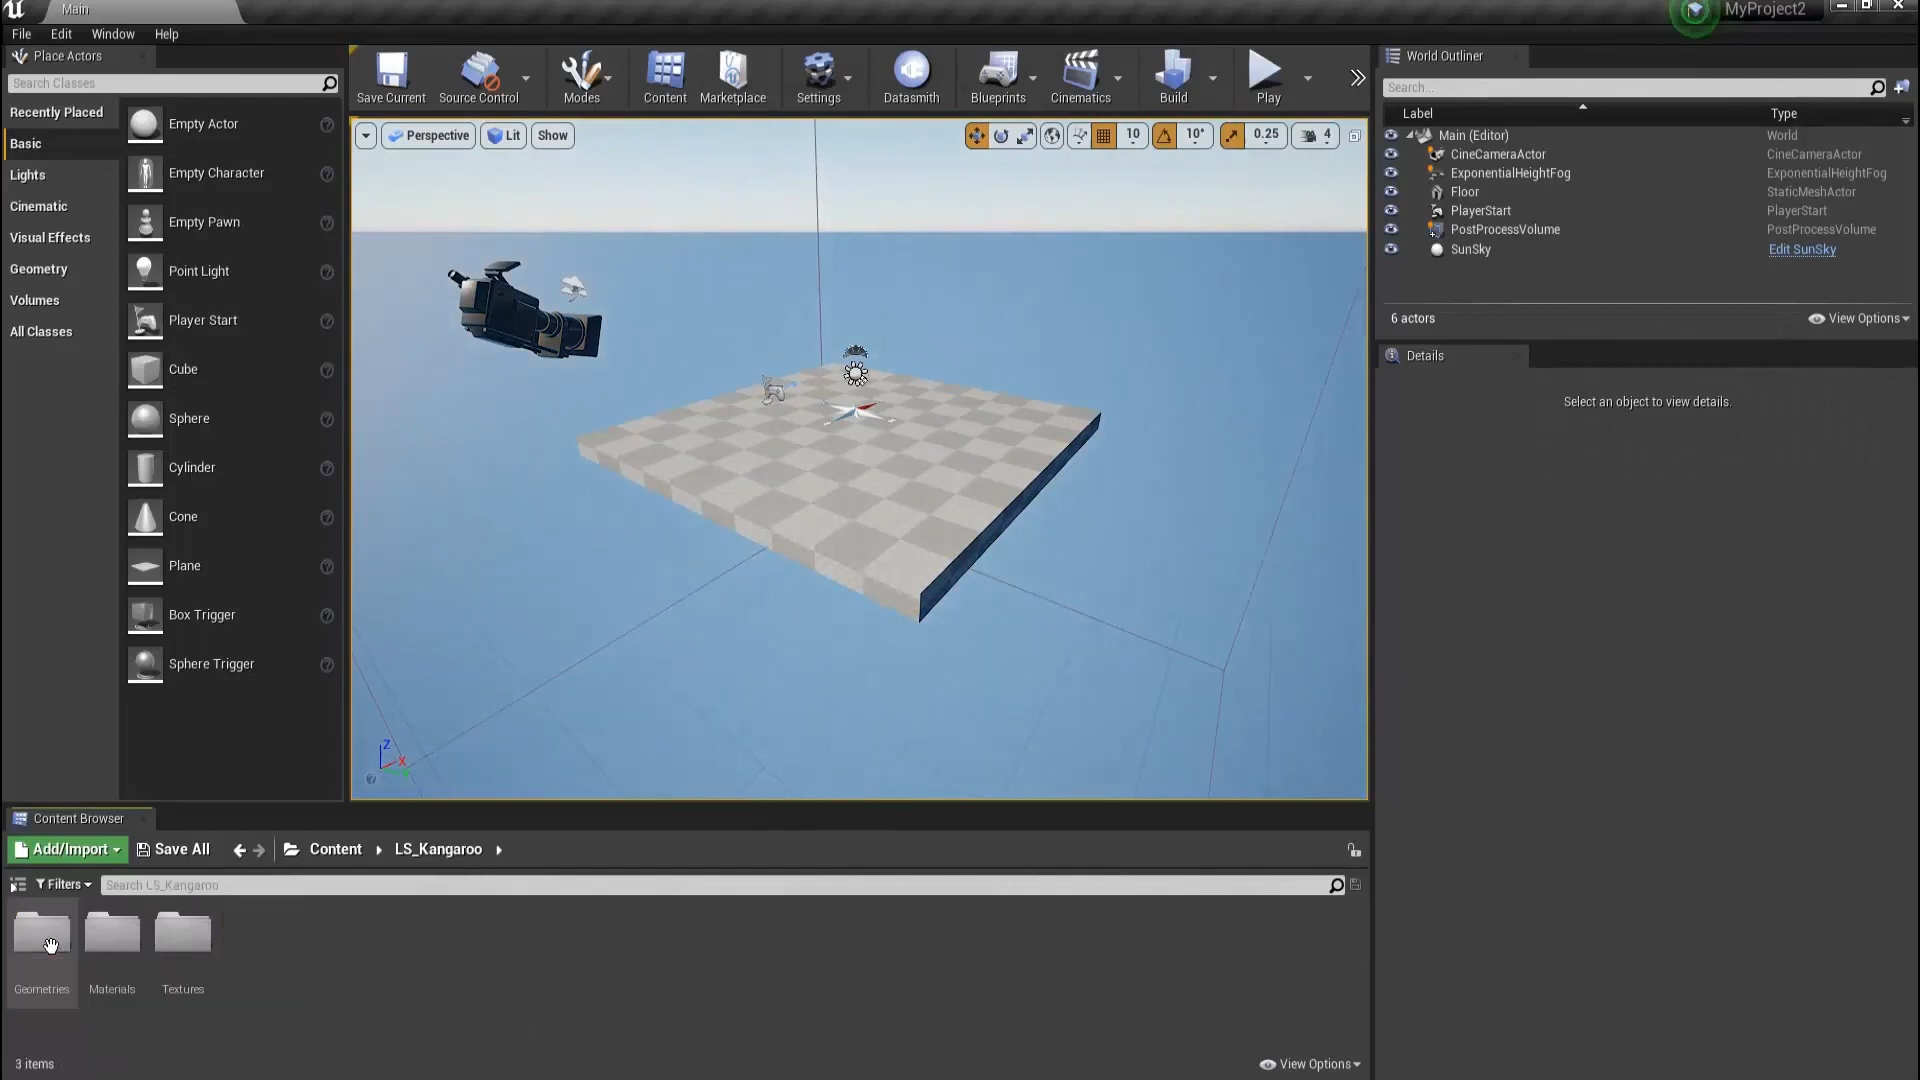 Main
MyProject2
File Edit Window Help
Place Actors
Search Classes
Recently Placed
Basic
Lights
Cinematic
Visual Effects
Geometry
Volumes
All Classes
Empty Actor
Empty Character
Empty Pawn
Point Light
Player Start
Cube
Sphere
Cylinder
Cone
Plane
Box Trigger
Sphere Trigger
Save Current Source Control Modes Content Marketplace Settings Datasmith Blueprints Cinematics Build Play
Perspective Lit Show 10 10° 0.25 4
Z
X
World Outliner
Search...
Label Type
Main (Editor) World
CineCameraActor CineCameraActor
ExponentialHeightFog ExponentialHeightFog
Floor StaticMeshActor
PlayerStart PlayerStart
PostProcessVolume PostProcessVolume
SunSky Edit SunSky
6 actors View Options
Details
Select an object to view details.
Content Browser
Add/Import Save All Content LS_Kangaroo
Filters Search LS_Kangaroo
Geometries Materials Textures
3 items View Options